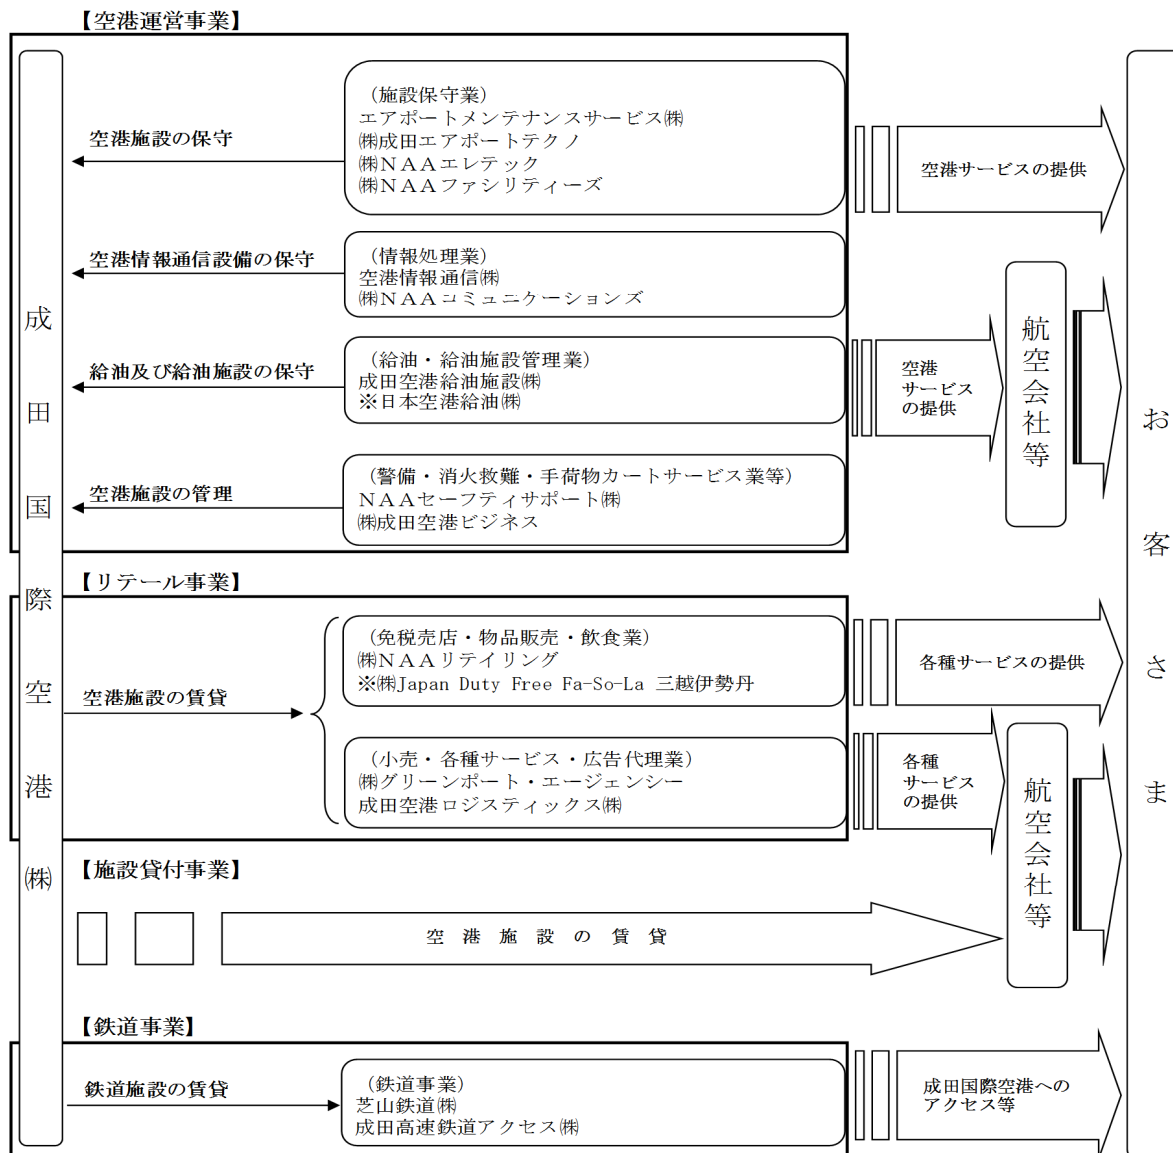 【空港運営事業】
成田国際空港㈱
空港施設の保守
（施設保守業）
エアポートメンテナンスサービス㈱
㈱成田エアポートテクノ
㈱ＮＡＡエレテック
㈱ＮＡＡファシリティーズ
空港サービスの提供
お客さま
空港情報通信設備の保守
（情報処理業）
空港情報通信㈱
㈱ＮＡＡコミュニケーションズ
給油及び給油施設の保守
（給油・給油施設管理業）
成田空港給油施設㈱
※日本空港給油㈱
空港
サービス
の提供
航空会社等
空港施設の管理
（警備・消火救難・手荷物カートサービス業等）
ＮＡＡセーフティサポート㈱
㈱成田空港ビジネス
【リテール事業】
空港施設の賃貸
（免税売店・物品販売・飲食業）
㈱ＮＡＡリテイリング
※㈱Japan Duty Free Fa-So-La 三越伊勢丹
各種サービスの提供
（小売・各種サービス・広告代理業）
㈱グリーンポート・エージェンシー
成田空港ロジスティックス㈱
各種
サービス
の提供
航空会社等
【施設貸付事業】
空港施設の賃貸
【鉄道事業】
鉄道施設の賃貸
（鉄道事業）
芝山鉄道㈱
成田高速鉄道アクセス㈱
成田国際空港への
アクセス等